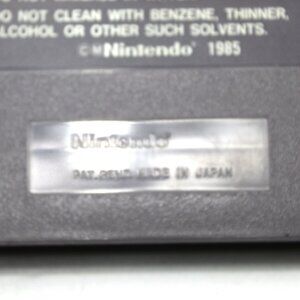 DO NOT CLEAN WITH BENZENE, THINNER,
ALCOHOL OR OTHER SUCH SOLVENTS.
© M Nintendo® 1985
Nintendo®
PAT. PEND. MADE IN JAPAN